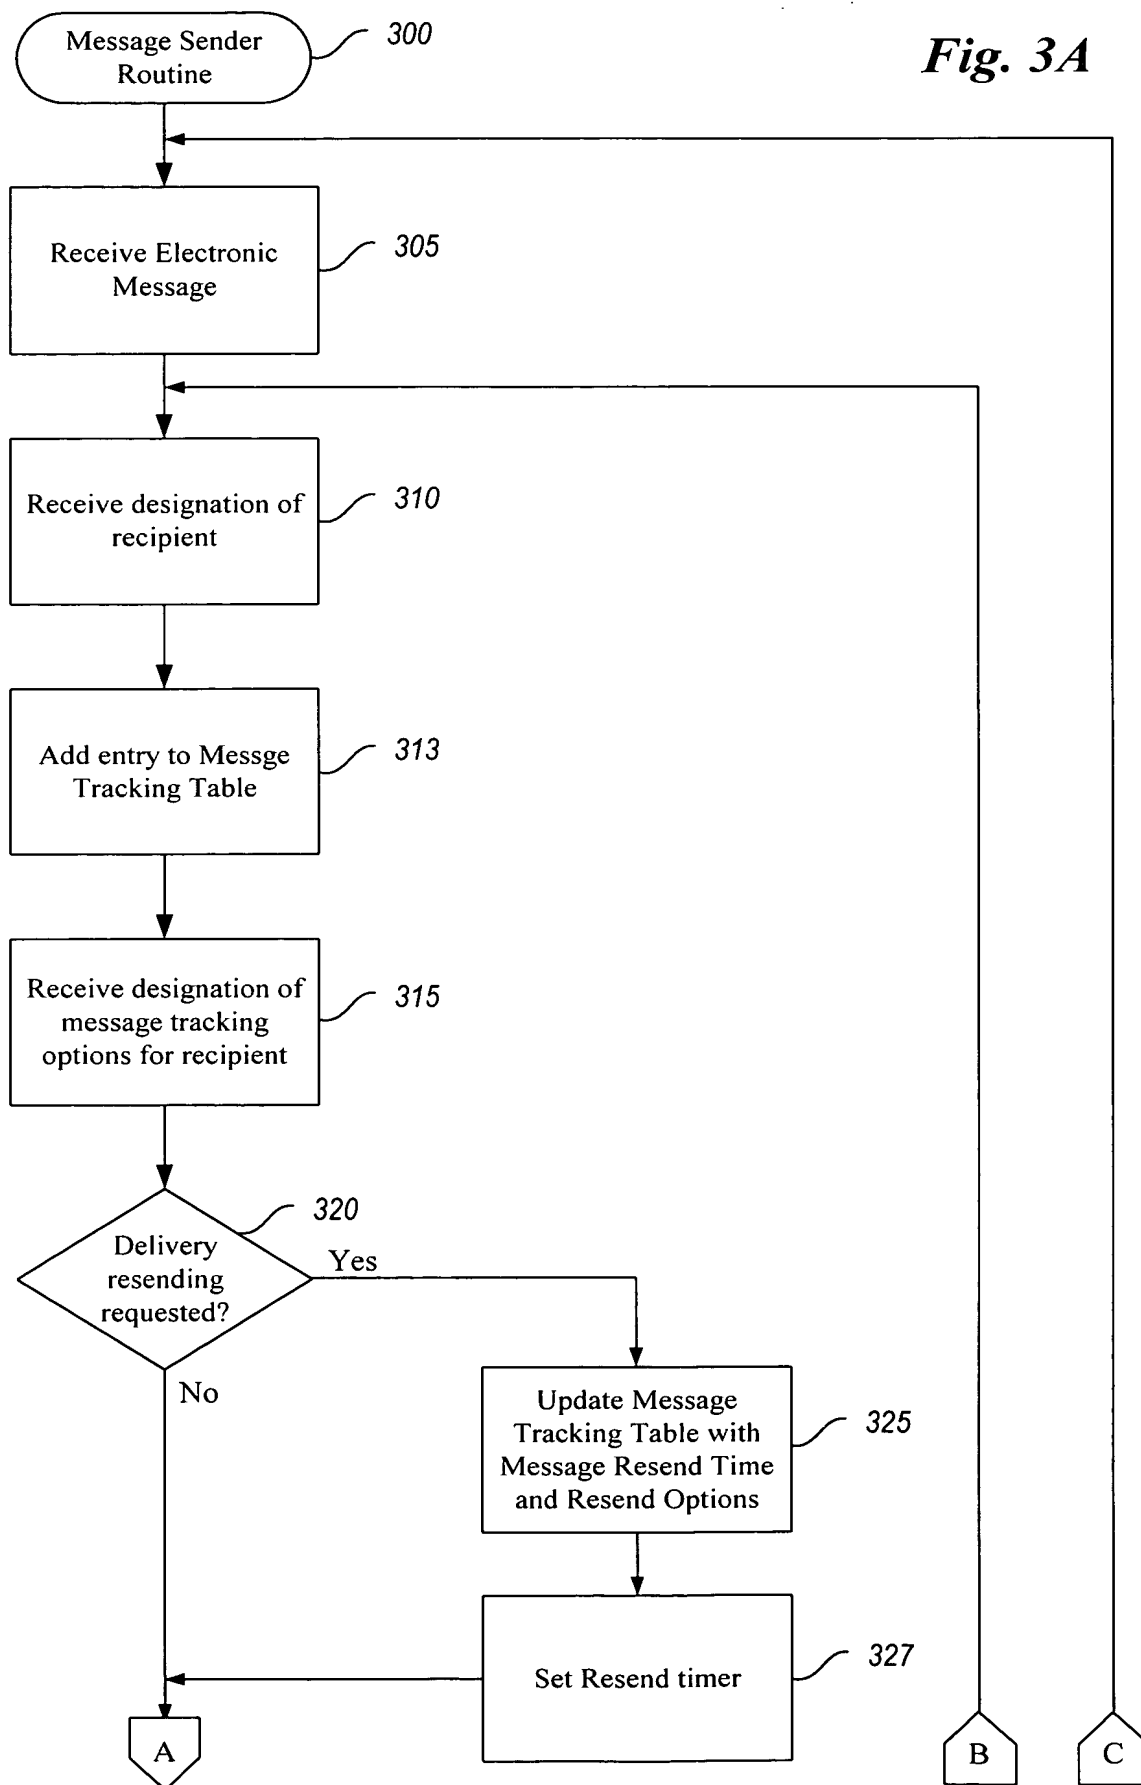 Message Sender
Routine
300
Fig. 3A
Receive Electronic
Message
305
Receive designation of
recipient
310
Add entry to Messge
Tracking Table
313
Receive designation of
message tracking
options for recipient
315
Delivery
resending
requested?
320
Yes
No
Update Message
Tracking Table with
Message Resend Time
and Resend Options
325
Set Resend timer
327
A
B
C